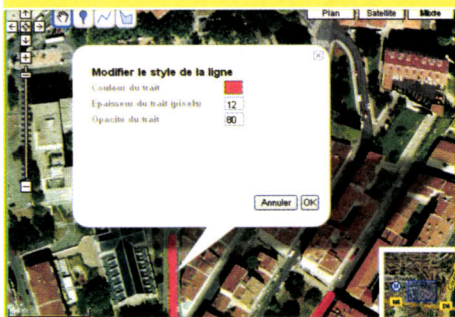 Plan Satellite Mixte
Modifier le style de la ligne
Couleur du trait
Epaisseur du trait (pixels) 12
Opacité du trait 80
Annuler OK